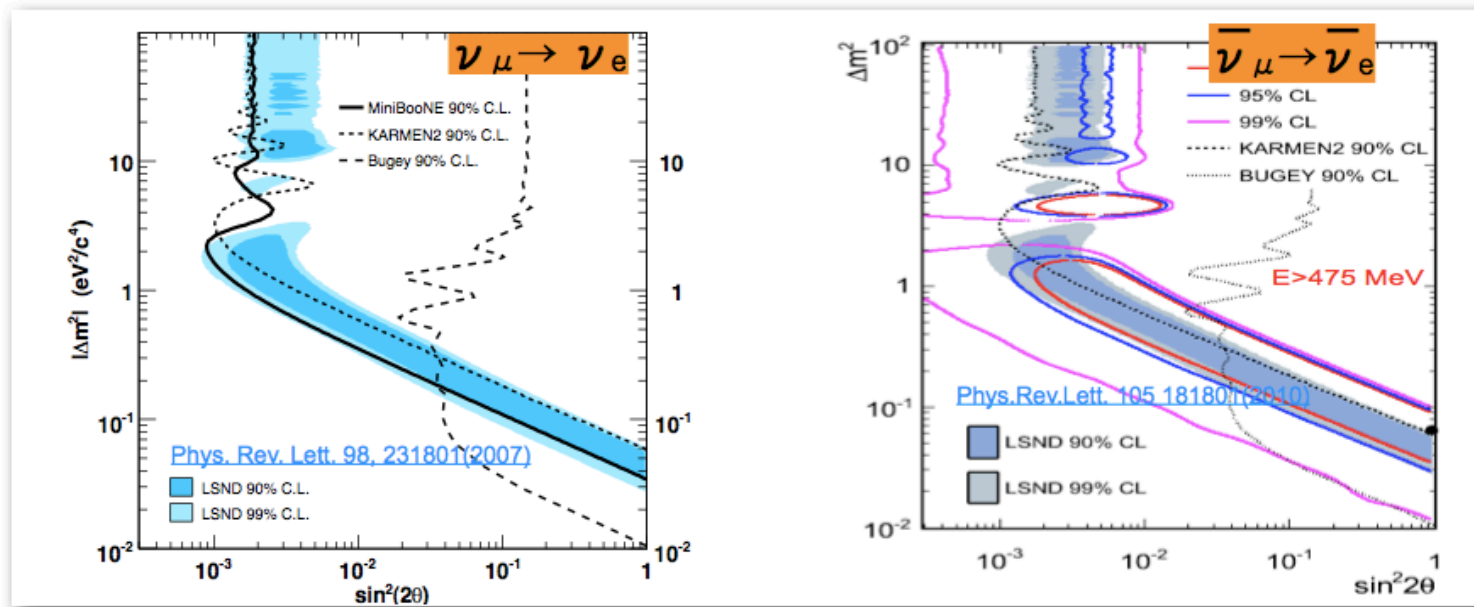 ν μ → ν e
MiniBooNE 90% C.L.
KARMEN2 90% C.L.
Bugey 90% C.L.
|Δm²| (eV²/c⁴)
10
1
10⁻¹
10⁻²
10
1
10⁻¹
10⁻²
Phys. Rev. Lett. 98, 231801(2007)
LSND 90% C.L.
LSND 99% C.L.
10⁻³
10⁻²
10⁻¹
1
sin²(2θ)
ν̅ μ → ν̅ e
Δm²
10²
10
1
10⁻¹
10⁻²
95% CL
99% CL
KARMEN2 90% CL
BUGEY 90% CL
E>475 MeV
Phys.Rev.Lett. 105 181801(2010)
LSND 90% CL
LSND 99% CL
10⁻³
10⁻²
10⁻¹
1
sin²2θ